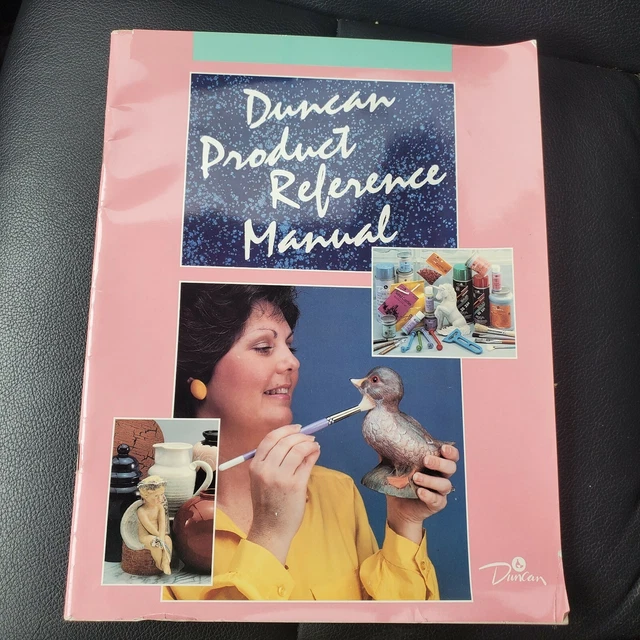 Duncan
Product
Reference
Manual
Duncan